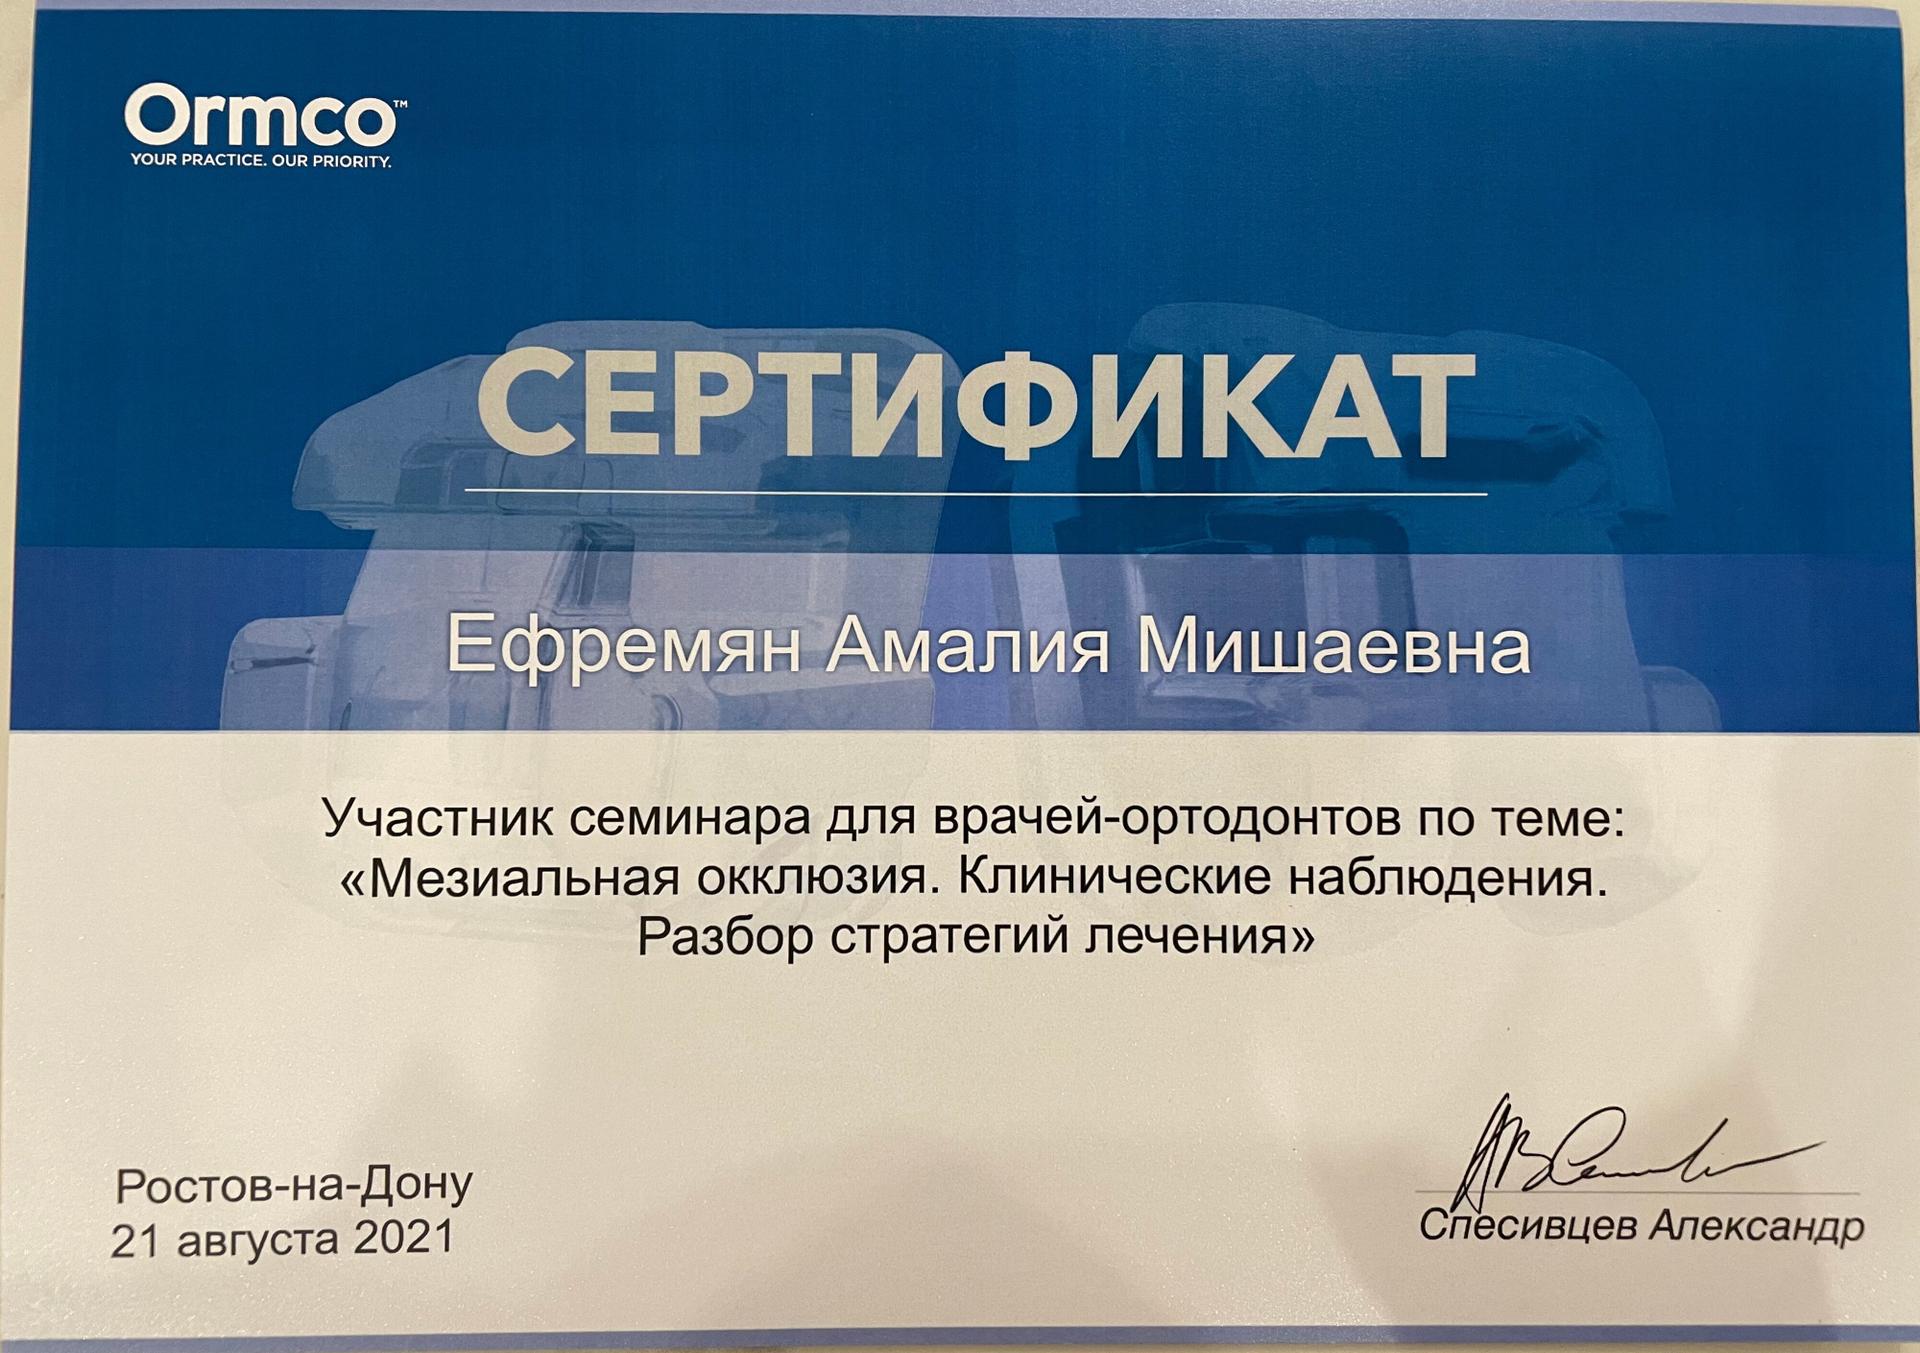 Ormco™
YOUR PRACTICE. OUR PRIORITY.
СЕРТИФИКАТ
Ефремян Амалия Мишаевна
Участник семинара для врачей-ортодонтов по теме:
«Мезиальная окклюзия. Клинические наблюдения.
Разбор стратегий лечения»
Ростов-на-Дону
21 августа 2021
Спесивцев Александр